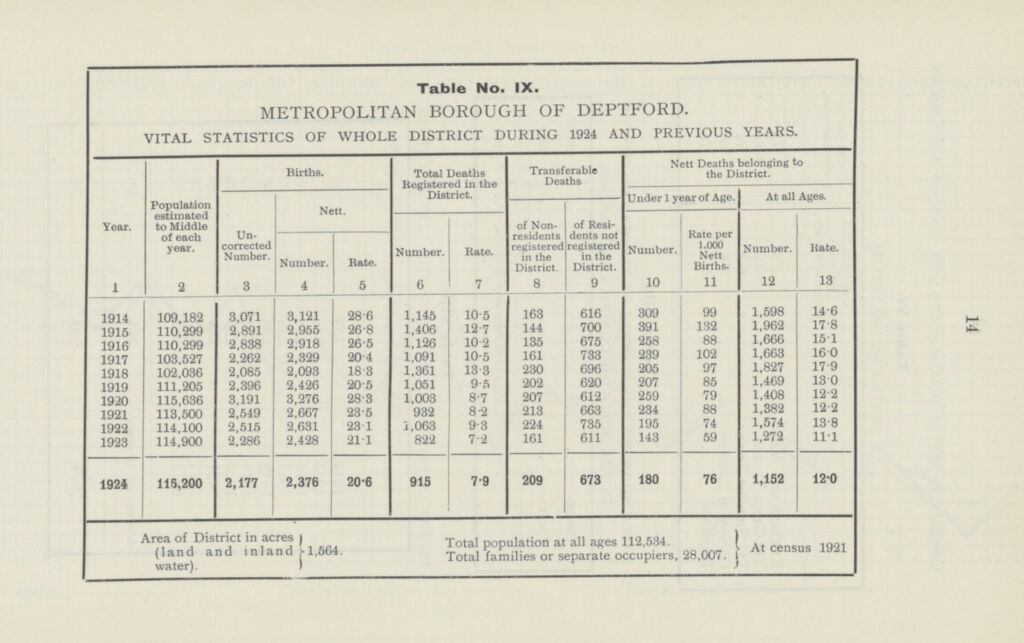 Table No. IX.
METROPOLITAN BOROUGH OF DEPTFORD.
VITAL STATISTICS OF WHOLE DISTRICT DURING 1924 AND PREVIOUS YEARS.
Year.
Population
estimated
to Middle
of each
year.
Births.
Un-
corrected
Number.
Nett.
Number.
Rate.
Total Deaths
Registered in the
District.
Number.
Rate.
Transferable
Deaths
of Non-
residents
registered
in the
District.
of Resi-
dents not
registered
in the
District.
Nett Deaths belonging to
the District.
Under 1 year of Age.
Number.
Rate per
1.000
Nett
Births.
At all Ages.
Number.
Rate.
1 2 3 4 5 6 7 8 9 10 11 12 13
1914 109,182 3,071 3,121 28·6 1,145 10·5 163 616 309 99 1,598 14·6
1915 110,299 2,891 2,955 26·8 1,406 12·7 144 700 391 132 1,962 17·8
1916 110,299 2,838 2,918 26·5 1,126 10·2 135 675 258 88 1,666 15·1
1917 103,527 2,262 2,329 20·4 1,091 10·5 161 733 239 102 1,663 16·0
1918 102,036 2,085 2,093 18·3 1,361 13·3 230 696 205 97 1,827 17·9
1919 111,205 2,396 2,426 20·5 1,051 9·5 202 620 207 85 1,469 13·0
1920 115,636 3,191 3,276 28·3 1,003 8·7 207 612 259 79 1,408 12·2
1921 113,500 2,549 2,667 23·5 932 8·2 213 663 234 88 1,382 12·2
1922 114,100 2,515 2,631 23·1 1,063 9·3 224 735 195 74 1,574 13·8
1923 114,900 2,286 2,428 21·1 822 7·2 161 611 143 59 1,272 11·1
1924 115,200 2,177 2,376 20·6 915 7·9 209 673 180 76 1,152 12·0
Area of District in acres
(land and inland
water).
1,564.
Total population at all ages 112,534.
Total families or separate occupiers, 28,007.
At census 1921
14